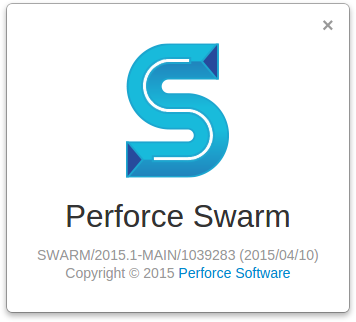 ×
Perforce Swarm
SWARM/2015.1-MAIN/1039283 (2015/04/10)
Copyright © 2015 Perforce Software